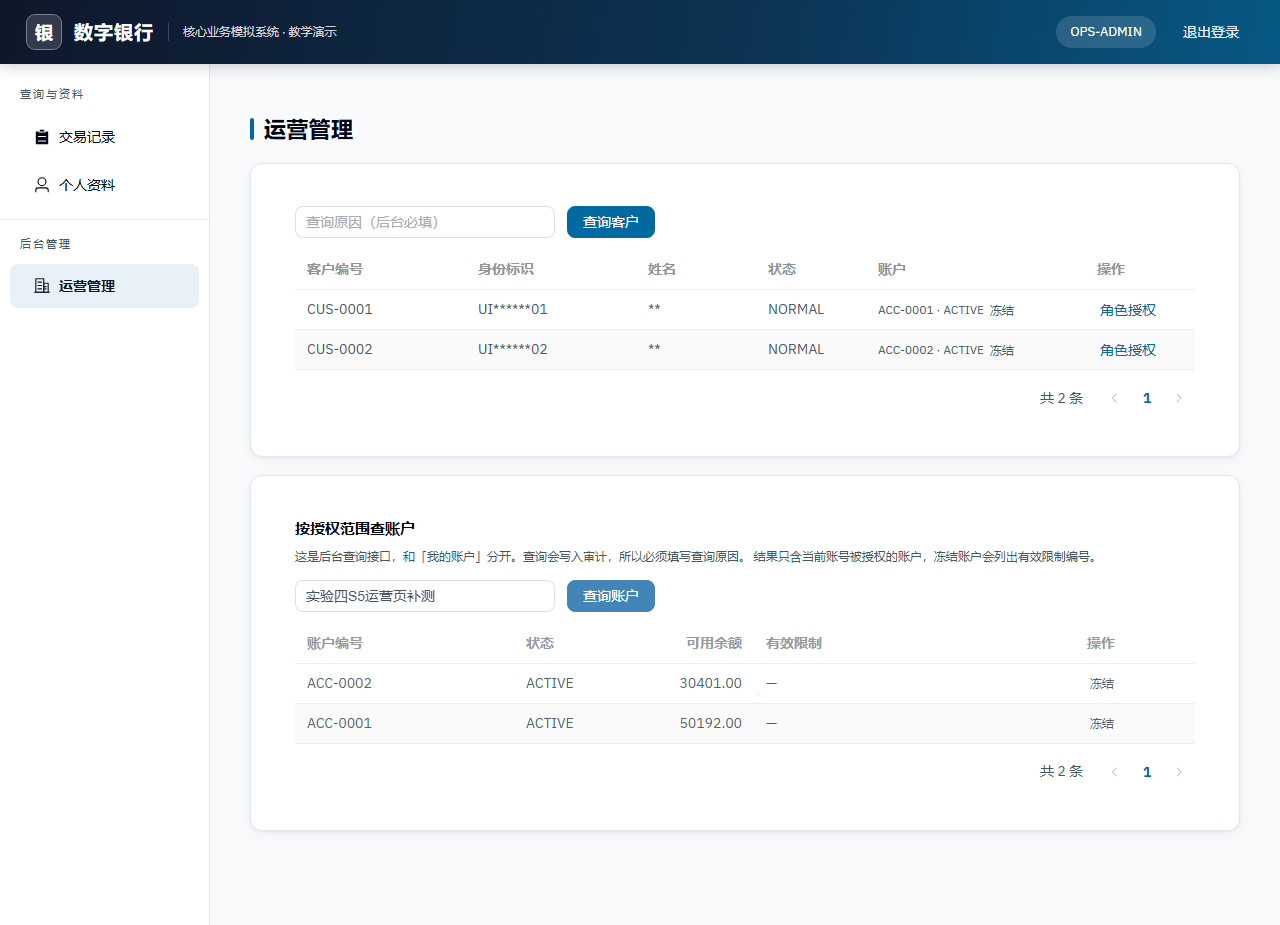 银 数字银行 核心业务模拟系统 · 教学演示 OPS-ADMIN 退出登录
查询与资料
交易记录
个人资料
后台管理
运营管理
运营管理
查询原因（后台必填） 查询客户
客户编号 身份标识 姓名 状态 账户 操作
CUS-0001 UI******01 ** NORMAL ACC-0001 · ACTIVE 冻结 角色授权
CUS-0002 UI******02 ** NORMAL ACC-0002 · ACTIVE 冻结 角色授权
共 2 条 1
按授权范围查账户
这是后台查询接口，和「我的账户」分开。查询会写入审计，所以必须填写查询原因。 结果只含当前账号被授权的账户，冻结账户会列出有效限制编号。
实验四S5运营页补测 查询账户
账户编号 状态 可用余额 有效限制 操作
ACC-0002 ACTIVE 30401.00 — 冻结
ACC-0001 ACTIVE 50192.00 — 冻结
共 2 条 1